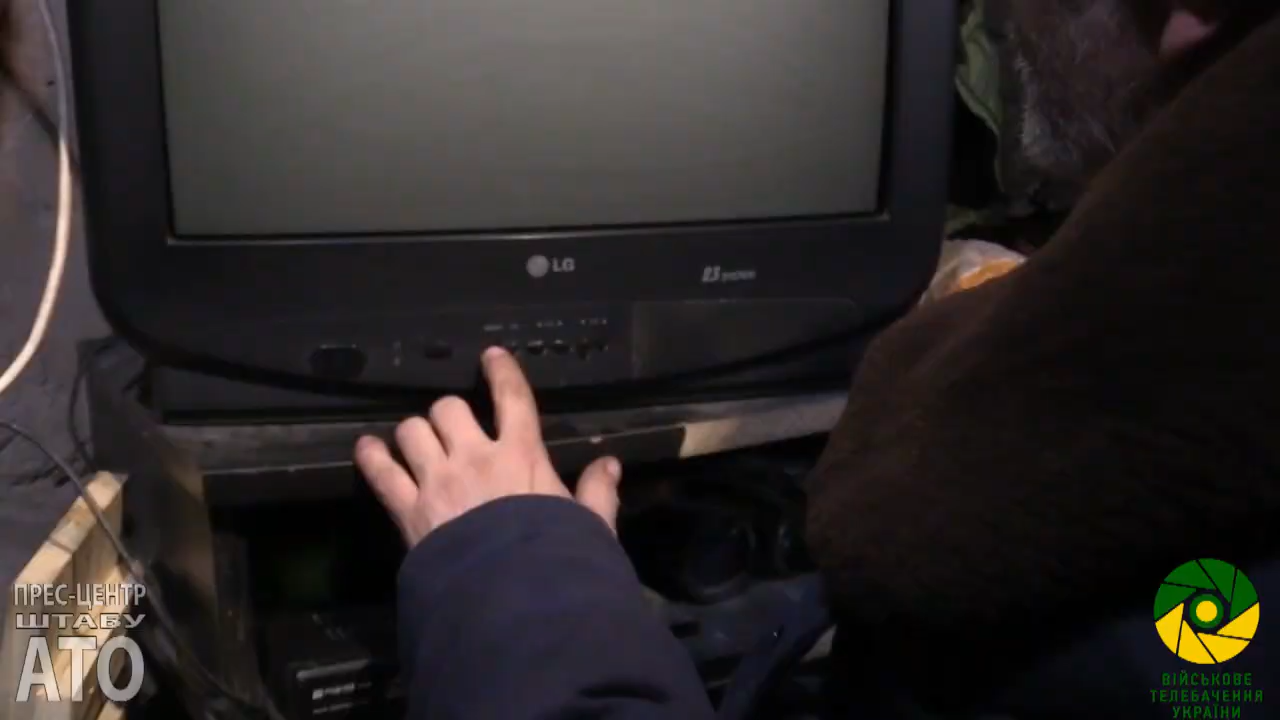 LG
ПРЕС-ЦЕНТР
ШТАБУ
АТО
ВІЙСЬКОВЕ
ТЕЛЕБАЧЕННЯ
УКРАЇНИ